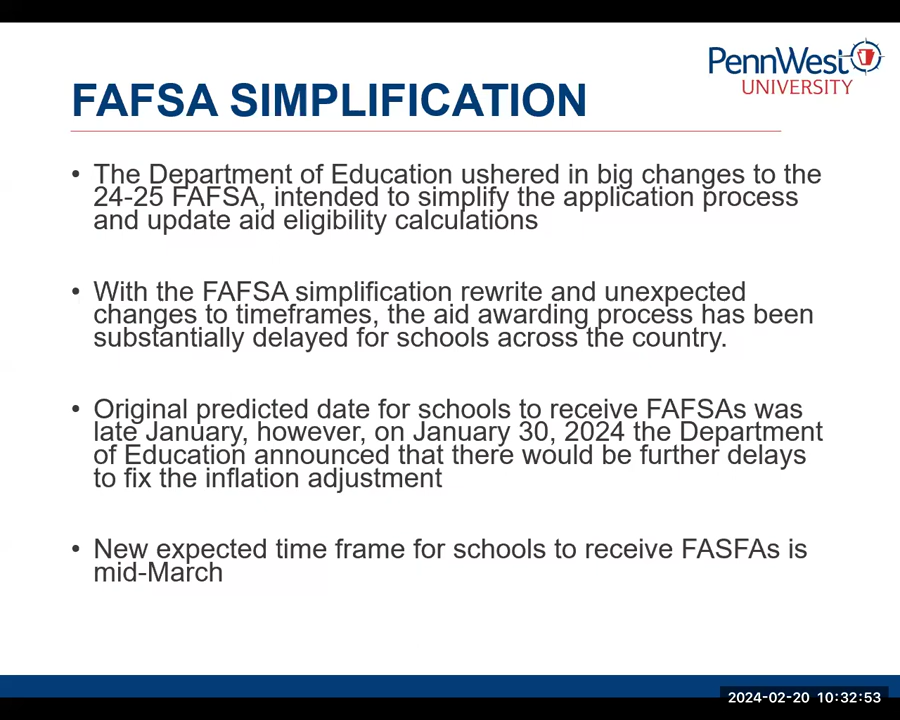 PennWest
UNIVERSITY
FAFSA SIMPLIFICATION
• The Department of Education ushered in big changes to the
24-25 FAFSA, intended to simplify the application process
and update aid eligibility calculations
• With the FAFSA simplification rewrite and unexpected
changes to timeframes, the aid awarding process has been
substantially delayed for schools across the country.
• Original predicted date for schools to receive FAFSAs was
late January, however, on January 30, 2024 the Department
of Education announced that there would be further delays
to fix the inflation adjustment
• New expected time frame for schools to receive FASFAs is
mid-March
2024-02-20 10:32:53